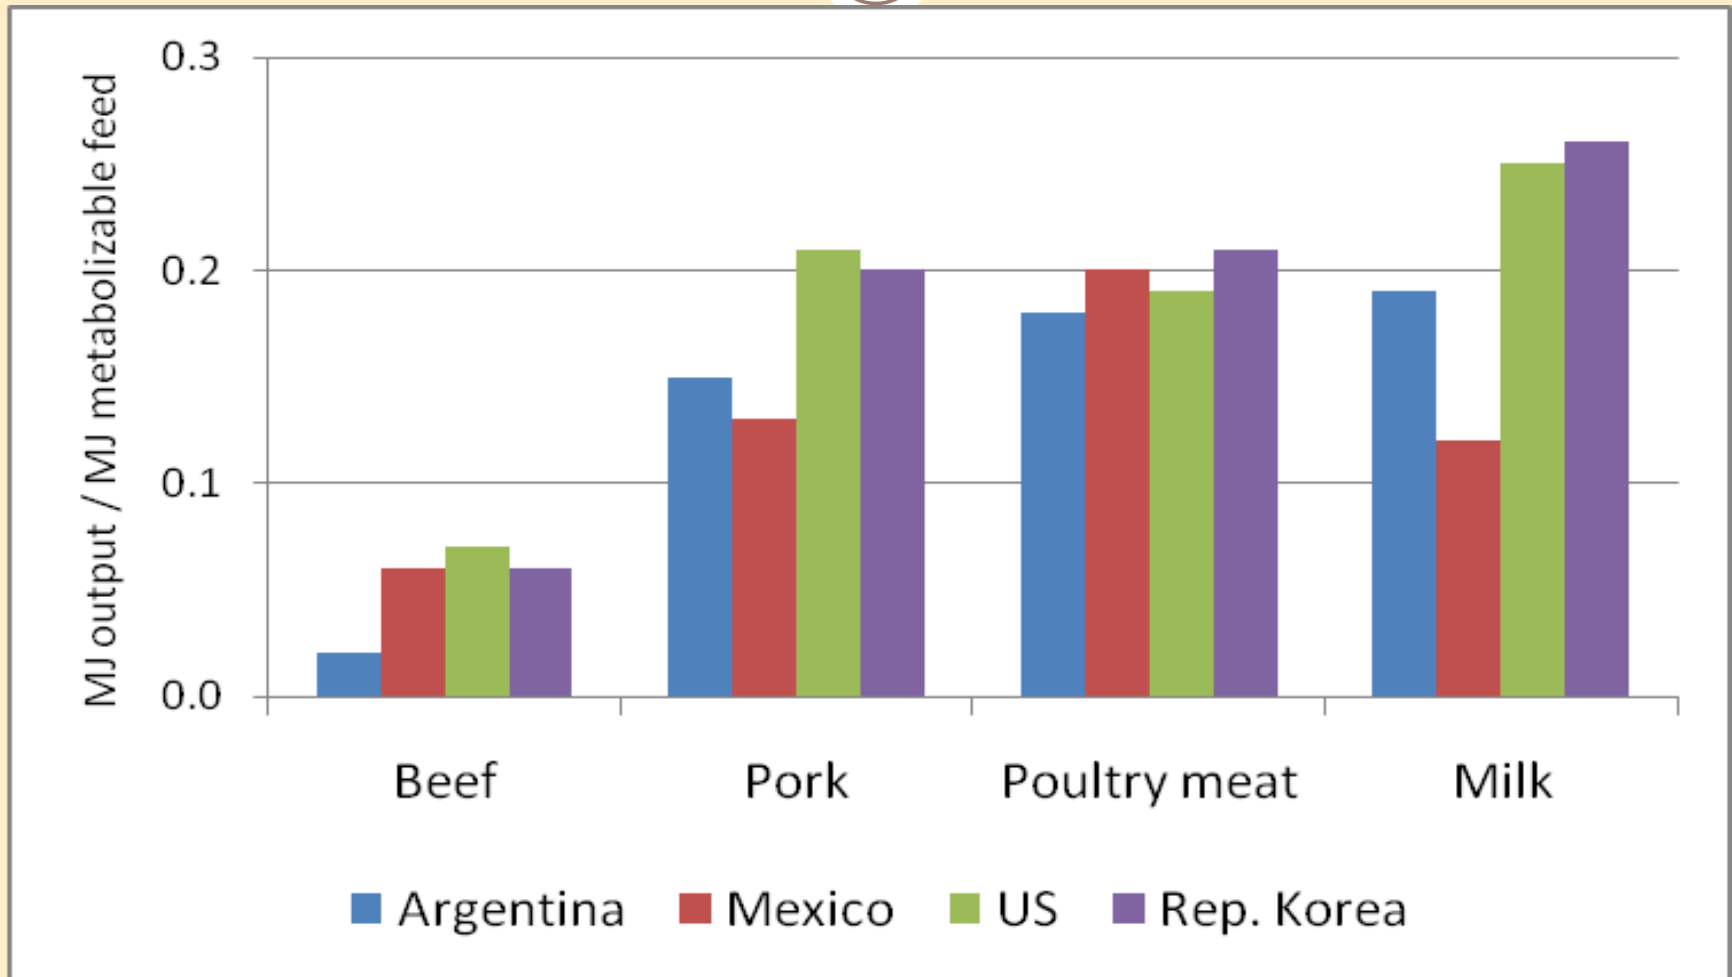 MJ output / MJ metabolizable feed
0.3
0.2
0.1
0.0
Beef Pork Poultry meat Milk
Argentina Mexico US Rep. Korea